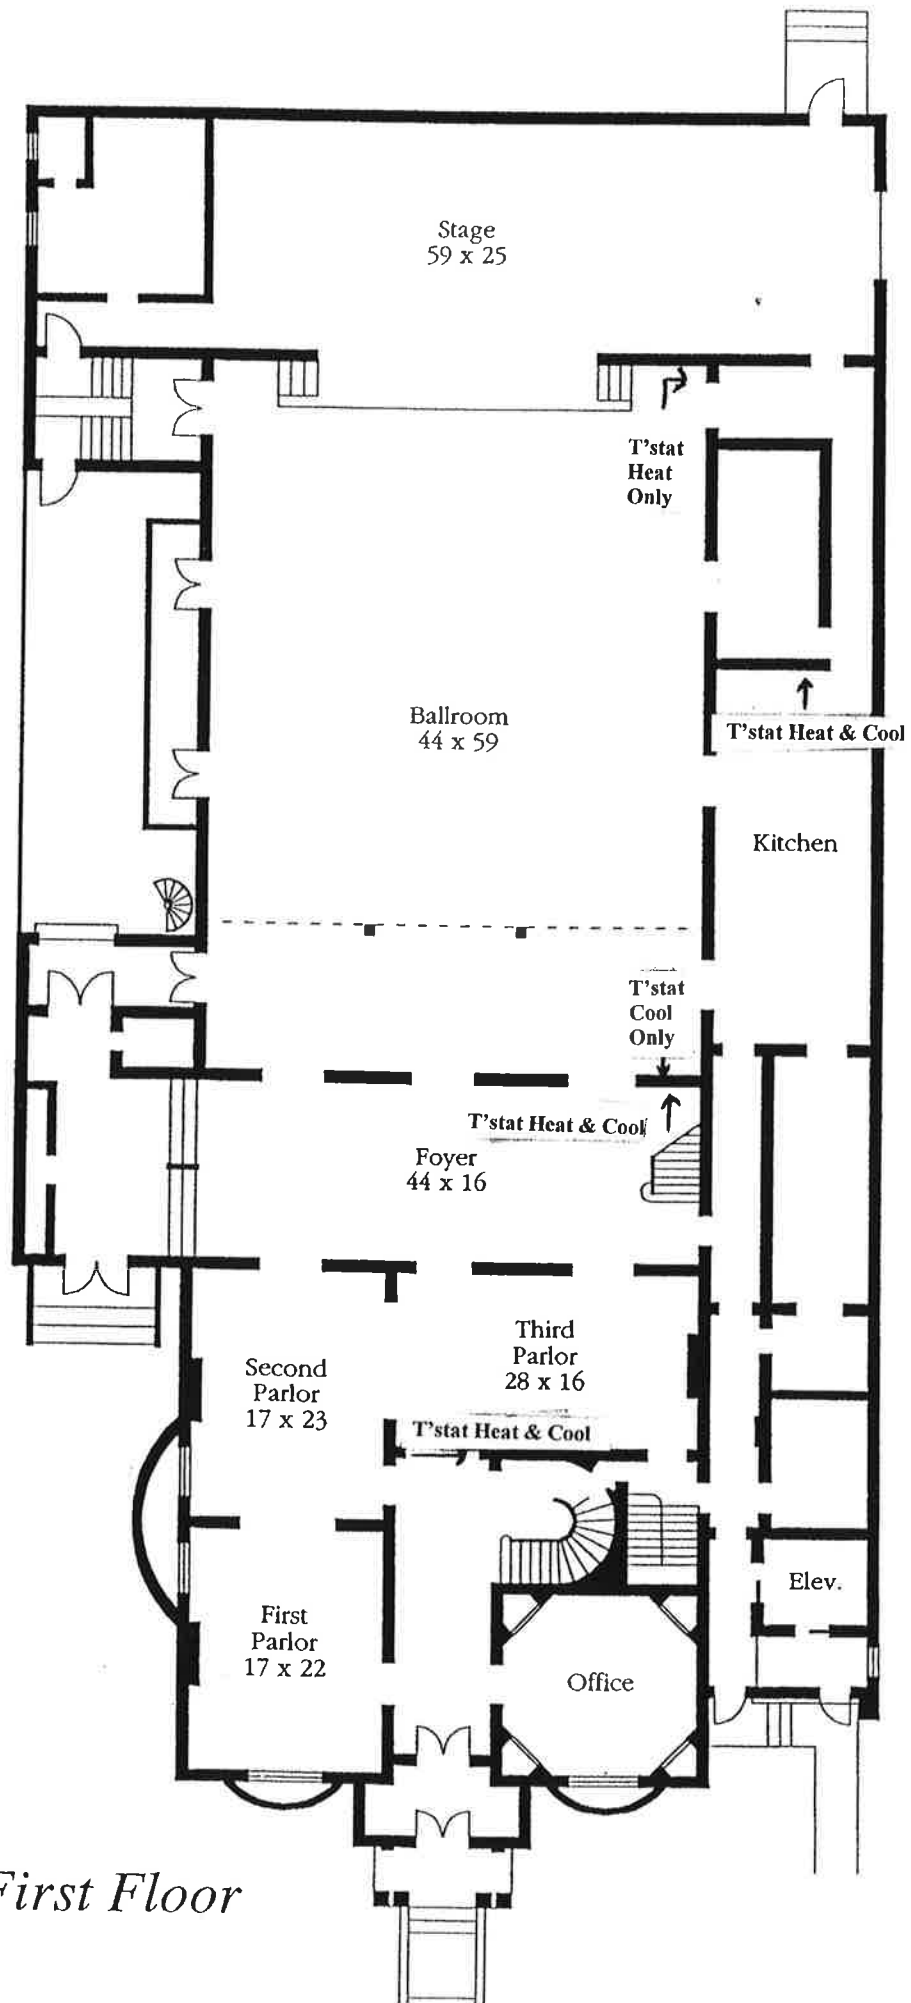 Stage
59 x 25
T'stat
Heat
Only
Ballroom
44 x 59
T'stat Heat & Cool
Kitchen
T'stat
Cool
Only
T'stat Heat & Cool
Foyer
44 x 16
Third
Parlor
28 x 16
Second
Parlor
17 x 23
T'stat Heat & Cool
Elev.
First
Parlor
17 x 22
Office
First Floor